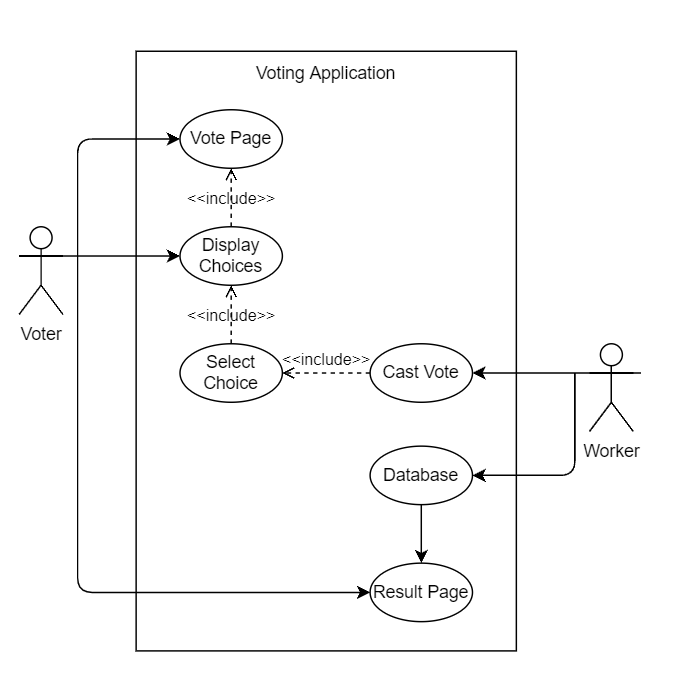 Voting Application
Vote Page
<<include>>
Display
Choices
Voter
<<include>>
Select
Choice
<<include>>
Cast Vote
Worker
Database
Result Page